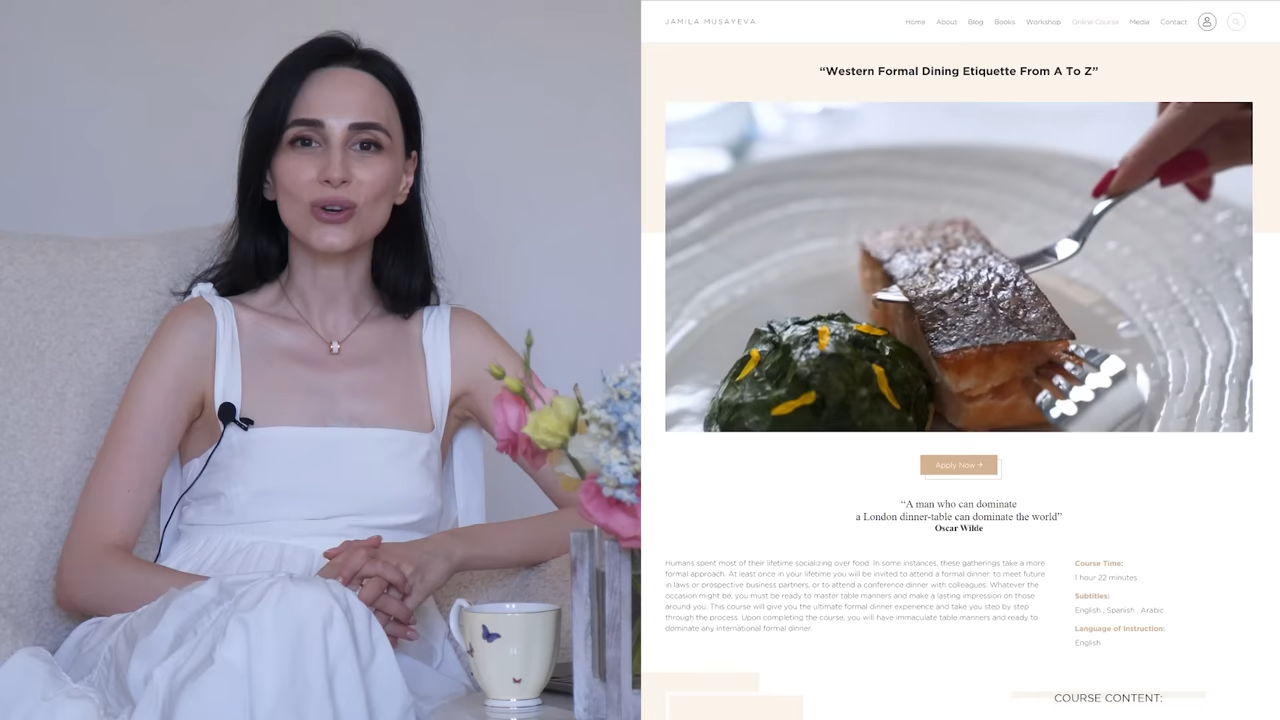 JAMILA MUSAYEVA
Home About Blog Books Workshop Online Course Media Contact
“Western Formal Dining Etiquette From A To Z”
Apply Now →
“A man who can dominate
a London dinner-table can dominate the world”
Oscar Wilde
Humans spent most of their lifetime socializing over food. In some instances, these gatherings take a more
formal approach. At least once in your lifetime you will be invited to attend a formal dinner: to meet future
in laws or prospective business partners, or to attend a conference dinner with colleagues. Whatever the
occasion might be, you must be ready to master table manners and make a lasting impression on those
around you. This course will give you the ultimate formal dinner experience and take you step by step
through the process. Upon completing the course, you will have immaculate table manners and ready to
dominate any international formal dinner.
Course Time:
1 hour 22 minutes
Subtitles:
English , Spanish , Arabic
Language of Instruction:
English
COURSE CONTENT: